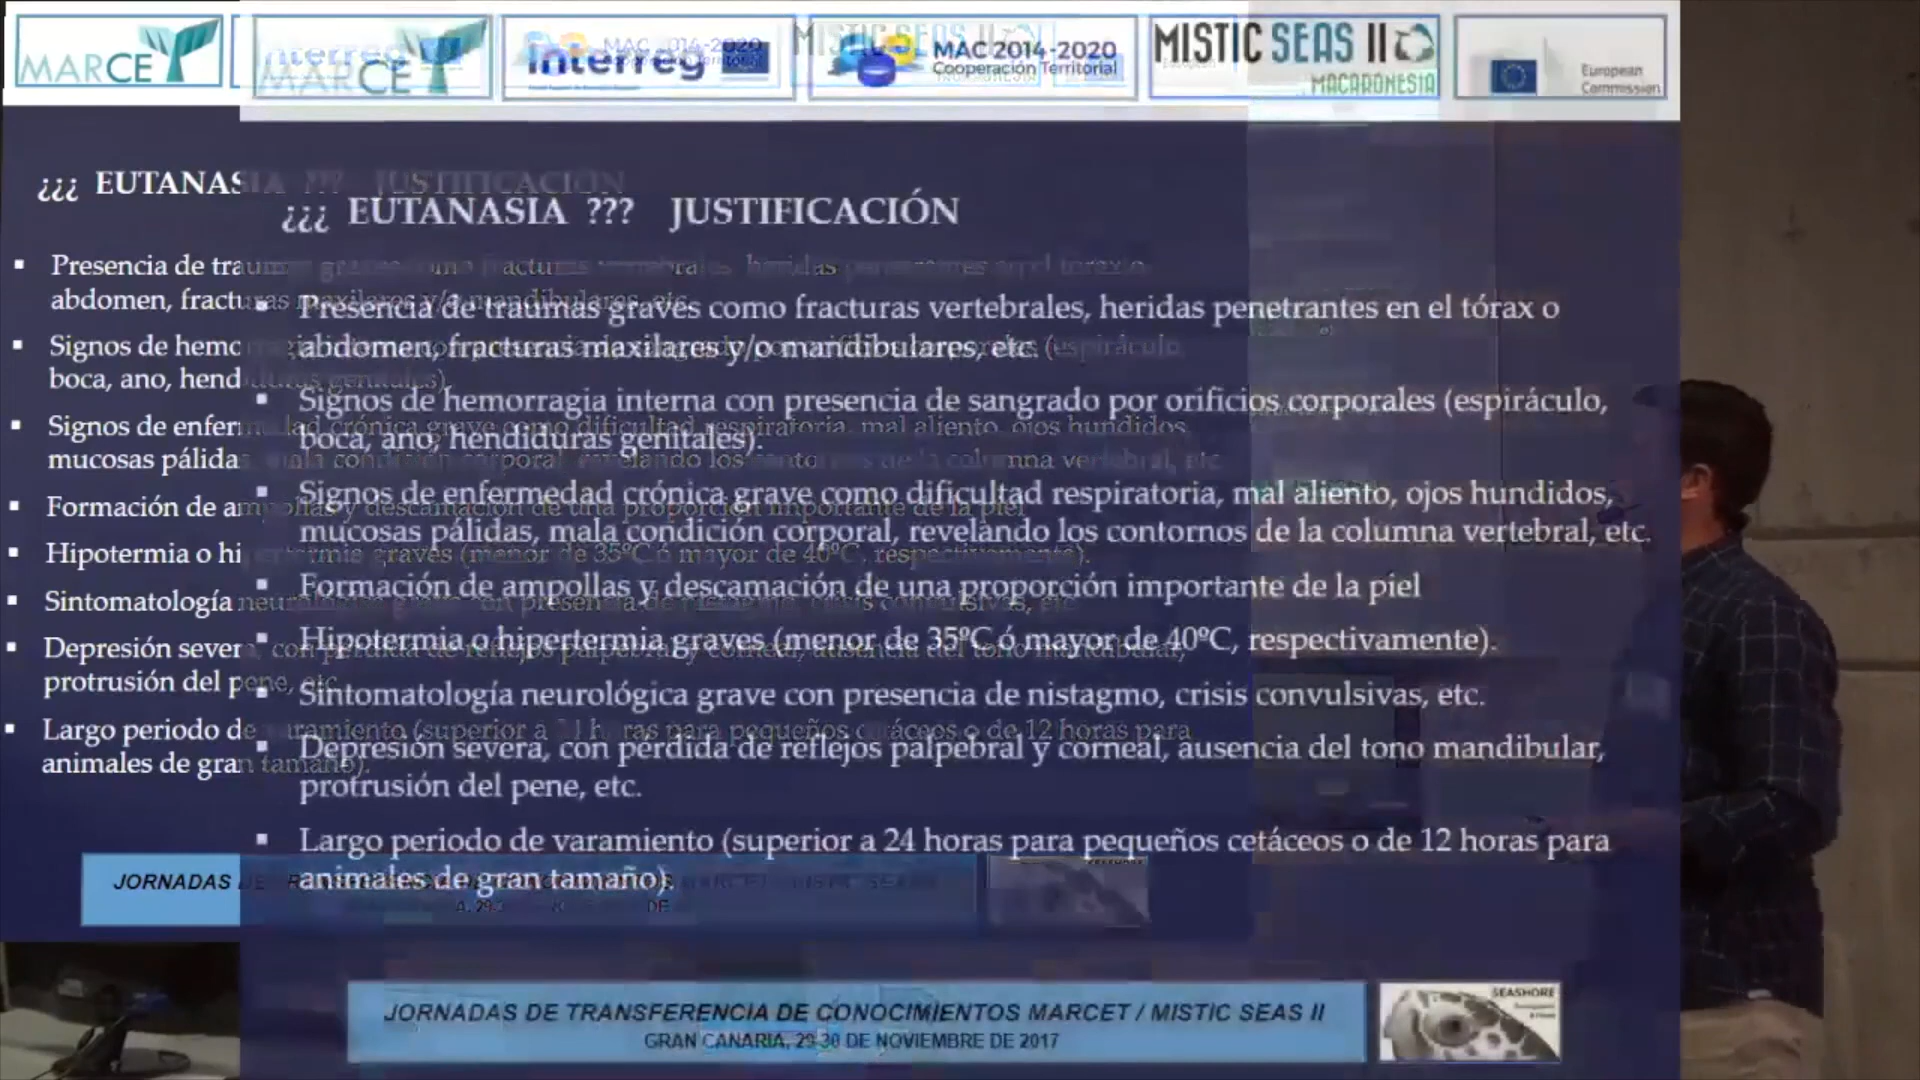 MARCET
interreg
MAC 2014-2020
Cooperación Territorial
MISTIC SEAS II
MACARONESIA
European
Commission
¿¿¿ EUTANASIA ??? JUSTIFICACIÓN
▪ Presencia de traumas graves como fracturas vertebrales, heridas penetrantes en el tórax o
abdomen, fracturas maxilares y/o mandibulares, etc.
▪ Signos de hemorragia interna con presencia de sangrado por orificios corporales (espiráculo,
boca, ano, hendiduras genitales).
▪ Signos de enfermedad crónica grave como dificultad respiratoria, mal aliento, ojos hundidos,
mucosas pálidas, mala condición corporal, revelando los contornos de la columna vertebral, etc.
▪ Formación de ampollas y descamación de una proporción importante de la piel
▪ Hipotermia o hipertermia graves (menor de 35ºC ó mayor de 40ºC, respectivamente).
▪ Sintomatología neurológica grave con presencia de nistagmo, crisis convulsivas, etc.
▪ Depresión severa, con pérdida de reflejos palpebral y corneal, ausencia del tono mandibular,
protrusión del pene, etc.
▪ Largo periodo de varamiento (superior a 24 horas para pequeños cetáceos o de 12 horas para
animales de gran tamaño).
JORNADAS DE TRANSFERENCIA DE CONOCIMIENTOS MARCET / MISTIC SEAS II
GRAN CANARIA, 29-30 DE NOVIEMBRE DE 2017
SEASHORE